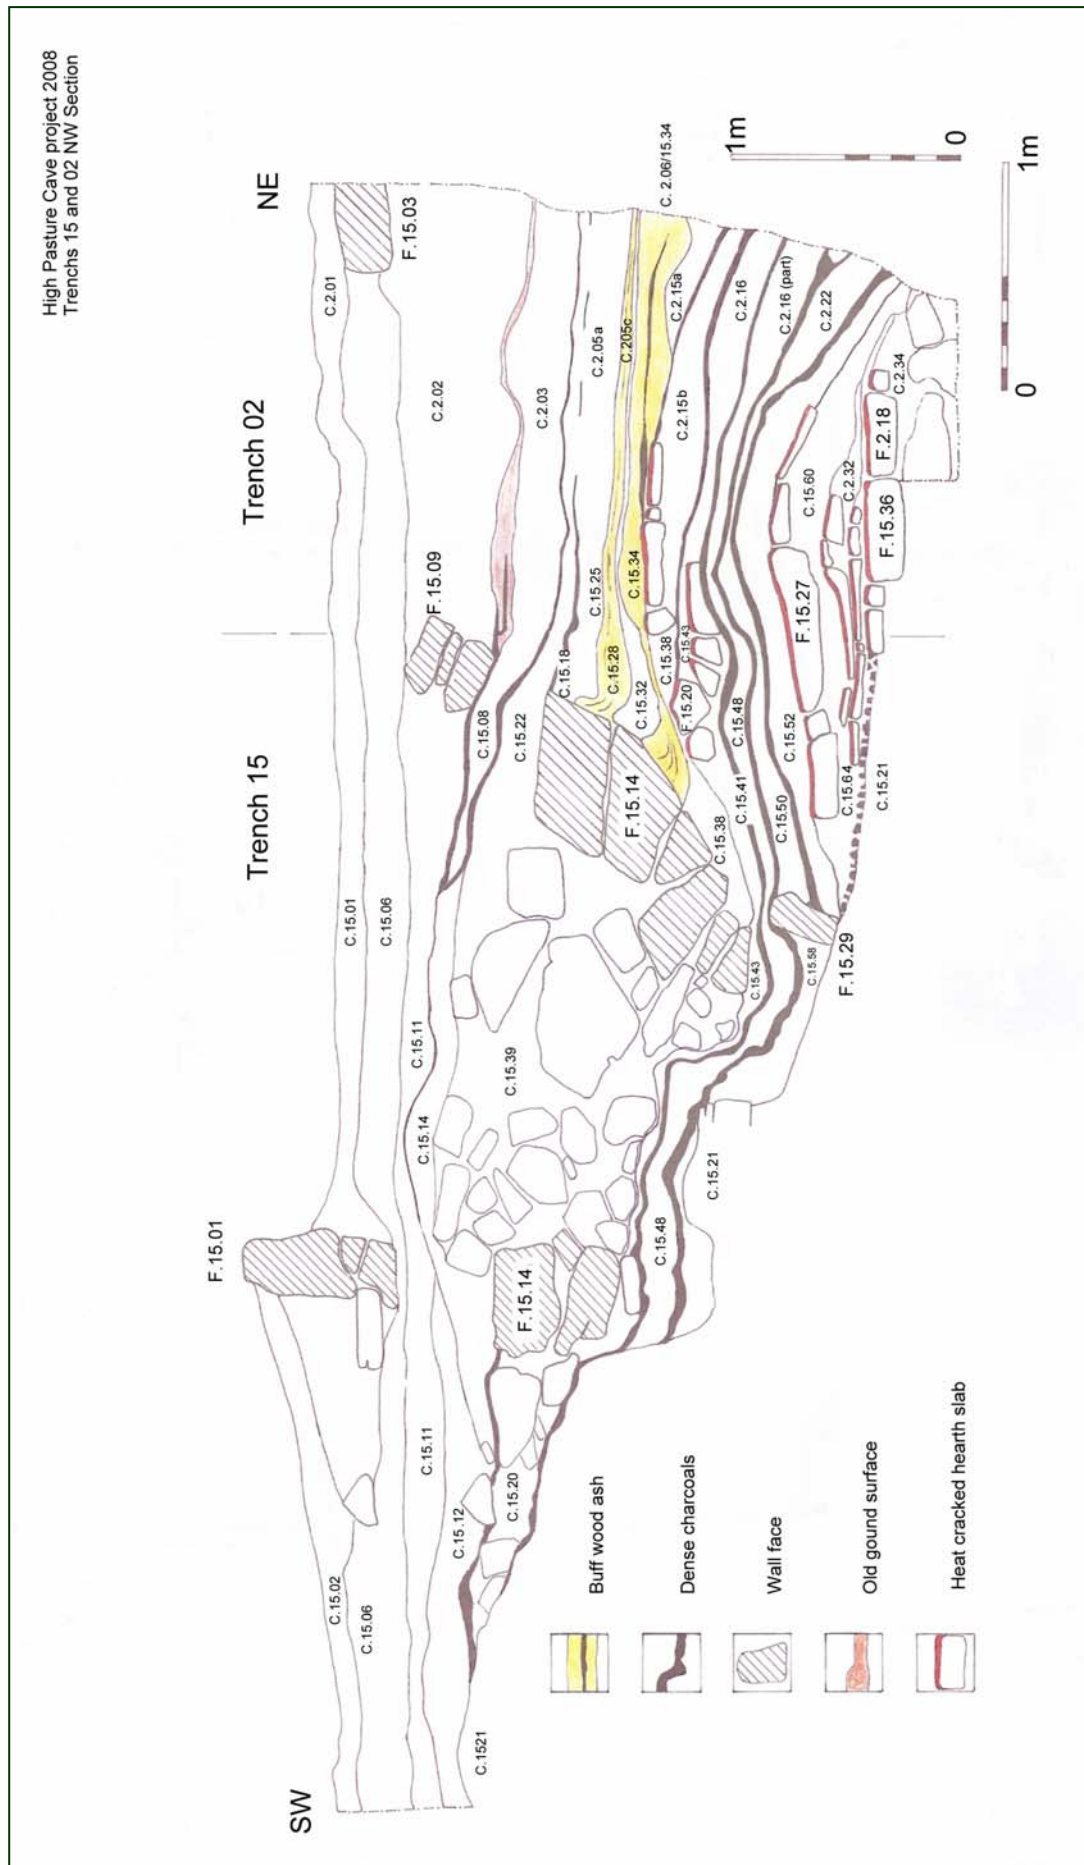 High Pasture Cave project 2008
Trenchs 15 and 02 NW Section
SW
NE
Trench 15
Trench 02
F.15.01
F.15.09
F.15.03
C.2.01
C.15.02
C.15.01
C.15.06
C.15.06
C.2.02
C.15.11
C.15.14
C.15.11
C.15.08
C.2.03
C.15.12
C.1521
C.15.20
F.15.14
C.15.39
C.15.22
C.15.18
C.15.25
C.2.05a
C.205c
C. 2.06/15.34
F.15.14
C.15.28
C.15.32
C.15.34
C.15.38
C.15.38
C.15.43
F.15.20
C.2.15a
C.2.15b
C.2.16
C.2.16 (part)
C.2.22
C.15.48
C.15.21
C.15.43
C.15.41
C.15.48
C.15.50
C.15.52
C.15.58
F.15.29
F.15.27
C.15.60
C.2.32
C.2.34
F.2.18
F.15.36
C.15.64
C.15.21
1m
0
0
1m
Buff wood ash
Dense charcoals
Wall face
Old gound surface
Heat cracked hearth slab